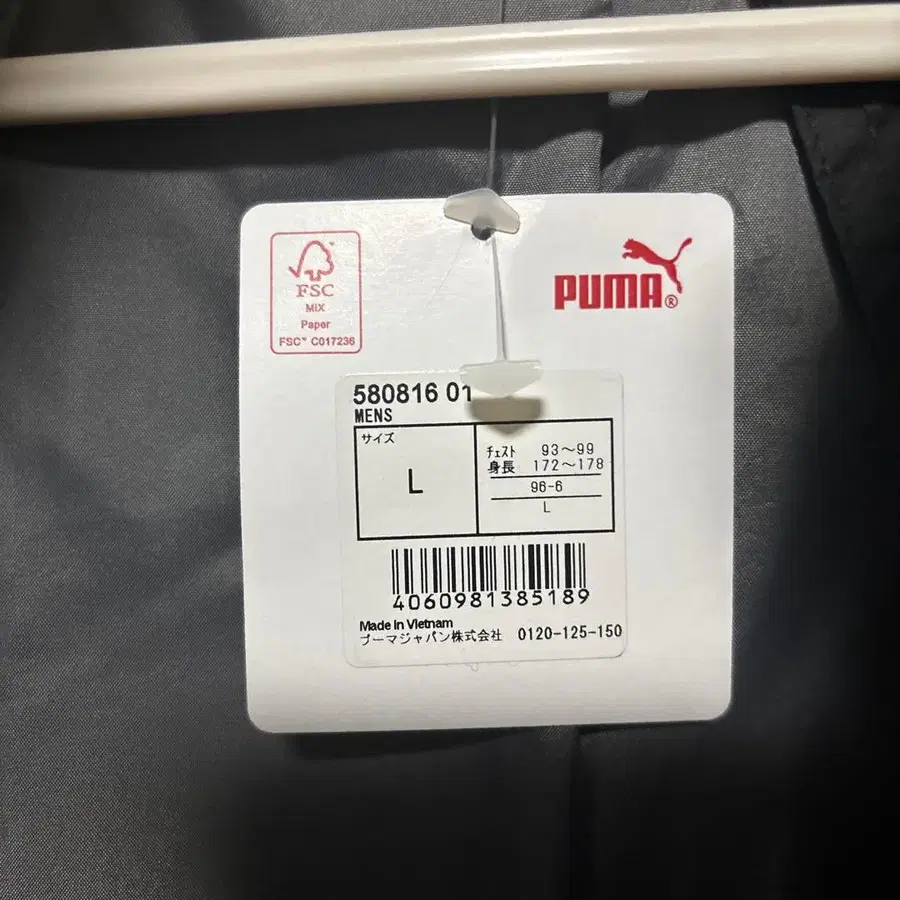 FSC
MIX
Paper
FSC™ C017236
PUMA®
580816 01
MENS
サイズ
L
ﾁｪｽﾄ 93～99
身長 172～178
96-6
L
4060981385189
Made in Vietnam
プーマジャパン株式会社 0120-125-150